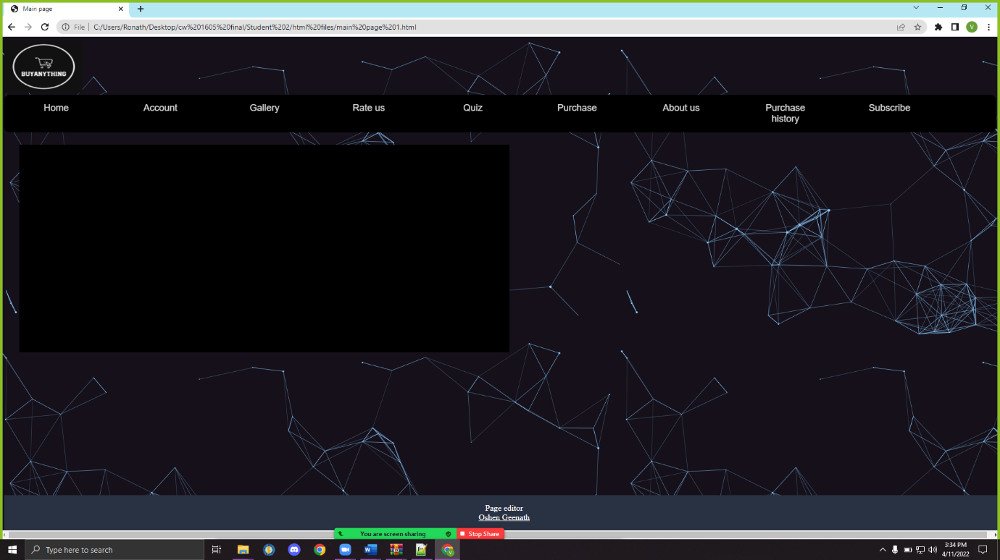 Main page
File
C:/Users/Ronath/Desktop/cw%201605%20final/Student%202/html%20files/main%20page%201.html
V
BUYANYTHING
Home
Account
Gallery
Rate us
Quiz
Purchase
About us
Purchase
history
Subscribe
Page editor
Oshen Geenath
You are screen sharing
Stop Share
Type here to search
3:34 PM
4/11/2022